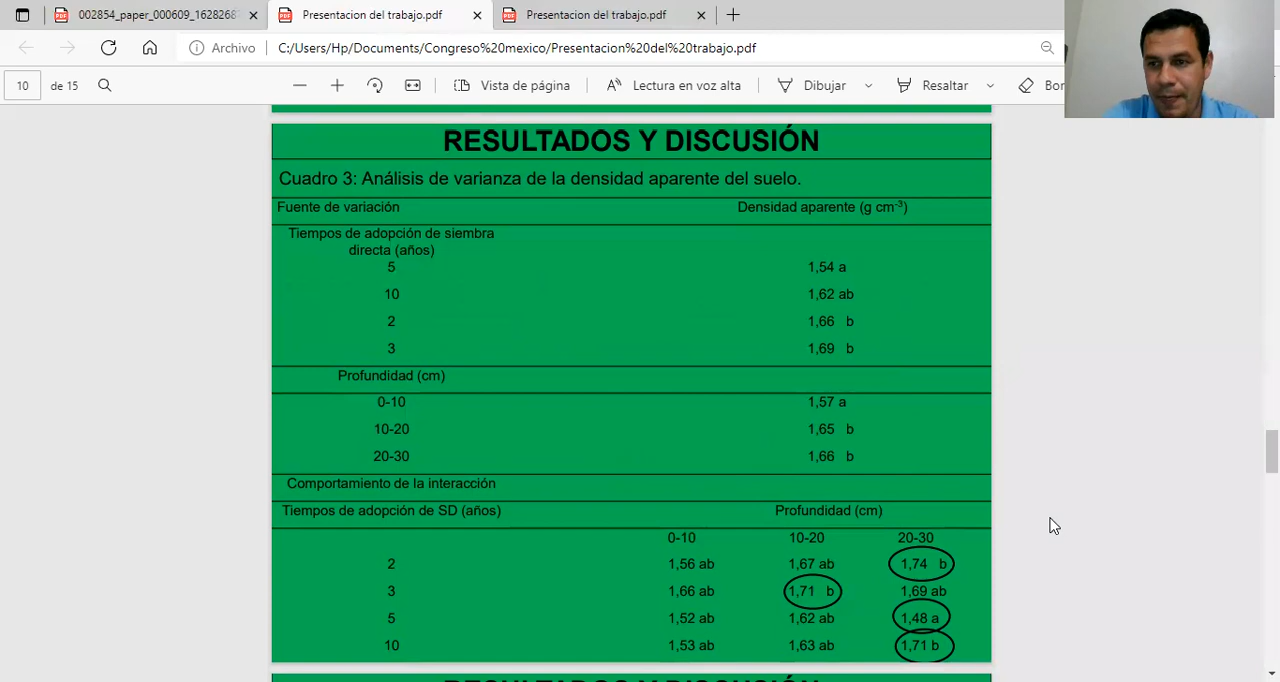 002854_paper_000609_1628268
Presentacion del trabajo.pdf
Presentacion del trabajo.pdf
Archivo
C:/Users/Hp/Documents/Congreso%20mexico/Presentacion%20del%20trabajo.pdf
10 de 15
Vista de página
Lectura en voz alta
Dibujar
Resaltar
Bor
RESULTADOS Y DISCUSIÓN
Cuadro 3: Análisis de varianza de la densidad aparente del suelo.
Fuente de variación Densidad aparente (g cm-3)
Tiempos de adopción de siembra
directa (años)
5 1,54 a
10 1,62 ab
2 1,66 b
3 1,69 b
Profundidad (cm)
0-10 1,57 a
10-20 1,65 b
20-30 1,66 b
Comportamiento de la interacción
Tiempos de adopción de SD (años) Profundidad (cm)
0-10 10-20 20-30
2 1,56 ab 1,67 ab 1,74 b
3 1,66 ab 1,71 b 1,69 ab
5 1,52 ab 1,62 ab 1,48 a
10 1,53 ab 1,63 ab 1,71 b
RESULTADOS Y DISCUSIÓN